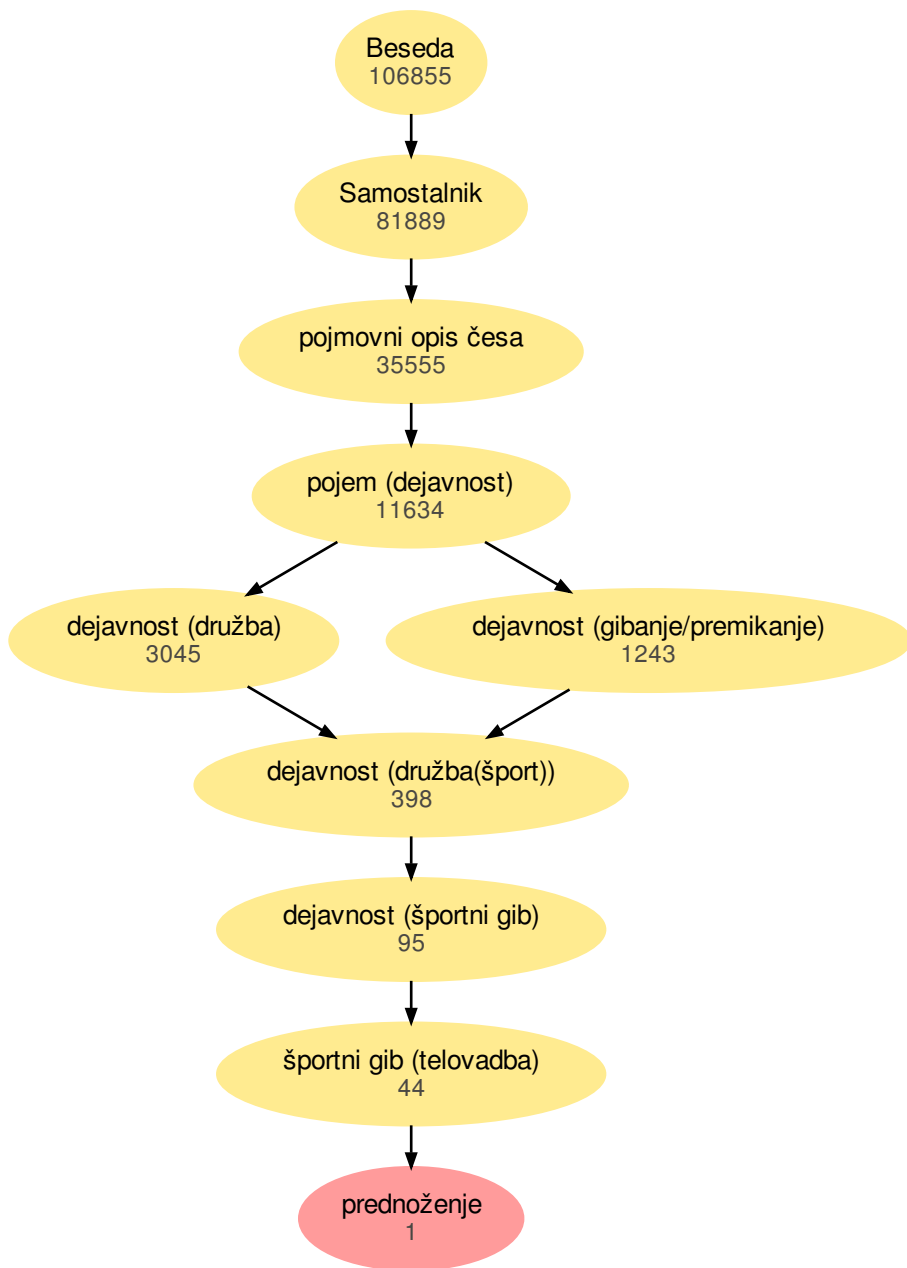 Beseda
106855
Samostalnik
81889
pojmovni opis česa
35555
pojem (dejavnost)
11634
dejavnost (družba)
3045
dejavnost (gibanje/premikanje)
1243
dejavnost (družba(šport))
398
dejavnost (športni gib)
95
športni gib (telovadba)
44
prednoženje
1